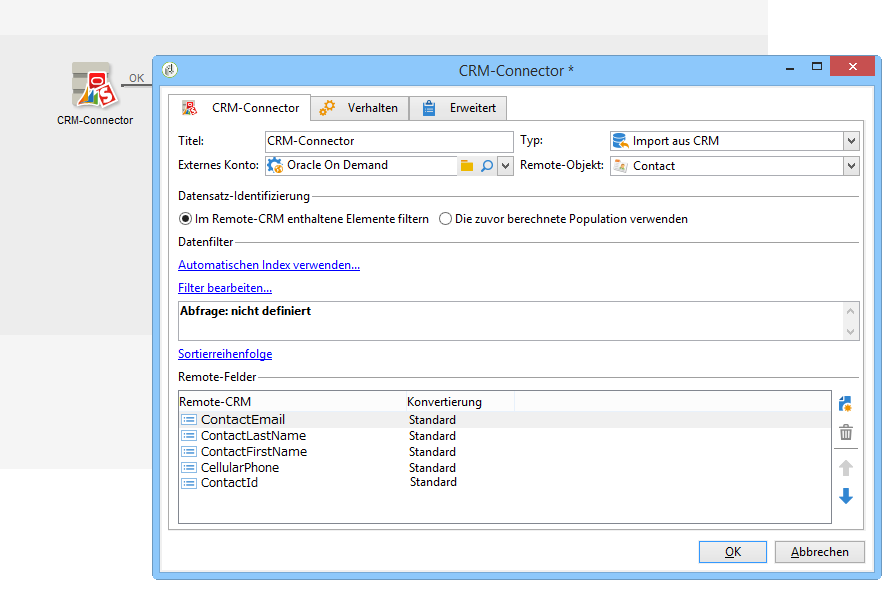 OK
CRM-Connector
CRM-Connector *
CRM-Connector Verhalten Erweitert
Titel: CRM-Connector Typ: Import aus CRM
Externes Konto: Oracle On Demand Remote-Objekt: Contact
Datensatz-Identifizierung
Im Remote-CRM enthaltene Elemente filtern Die zuvor berechnete Population verwenden
Datenfilter
Automatischen Index verwenden...
Filter bearbeiten...
Abfrage: nicht definiert
Sortierreihenfolge
Remote-Felder
Remote-CRM Konvertierung
ContactEmail Standard
ContactLastName Standard
ContactFirstName Standard
CellularPhone Standard
ContactId Standard
OK Abbrechen